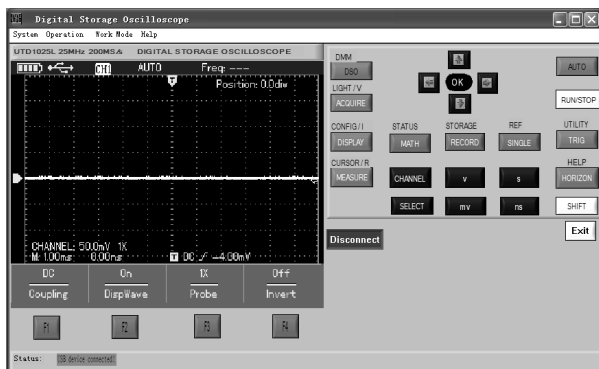 Digital Storage Oscilloscope
System Operation Work Mode Help
UTD1025L 25MHz 200MS/s DIGITAL STORAGE OSCILLOSCOPE
CH1 AUTO Freq: ---
T
Position: 0.0div
CHANNEL: 50.0mV 1X
M: 1.00ms 0.00ns T DC: -4.00mV
DC On 1X Off
Coupling DispWave Probe Invert
F1 F2 F3 F4
DMM
DSO OK AUTO
LIGHT/V
ACQUIRE RUN/STOP
CONFIG/I STATUS STORAGE REF UTILITY
DISPLAY MATH RECORD SINGLE TRIG
CURSOR/R HELP
MEASURE CHANNEL v s HORIZON
SELECT mv ns SHIFT
Disconnect Exit
Status: USB device connected!